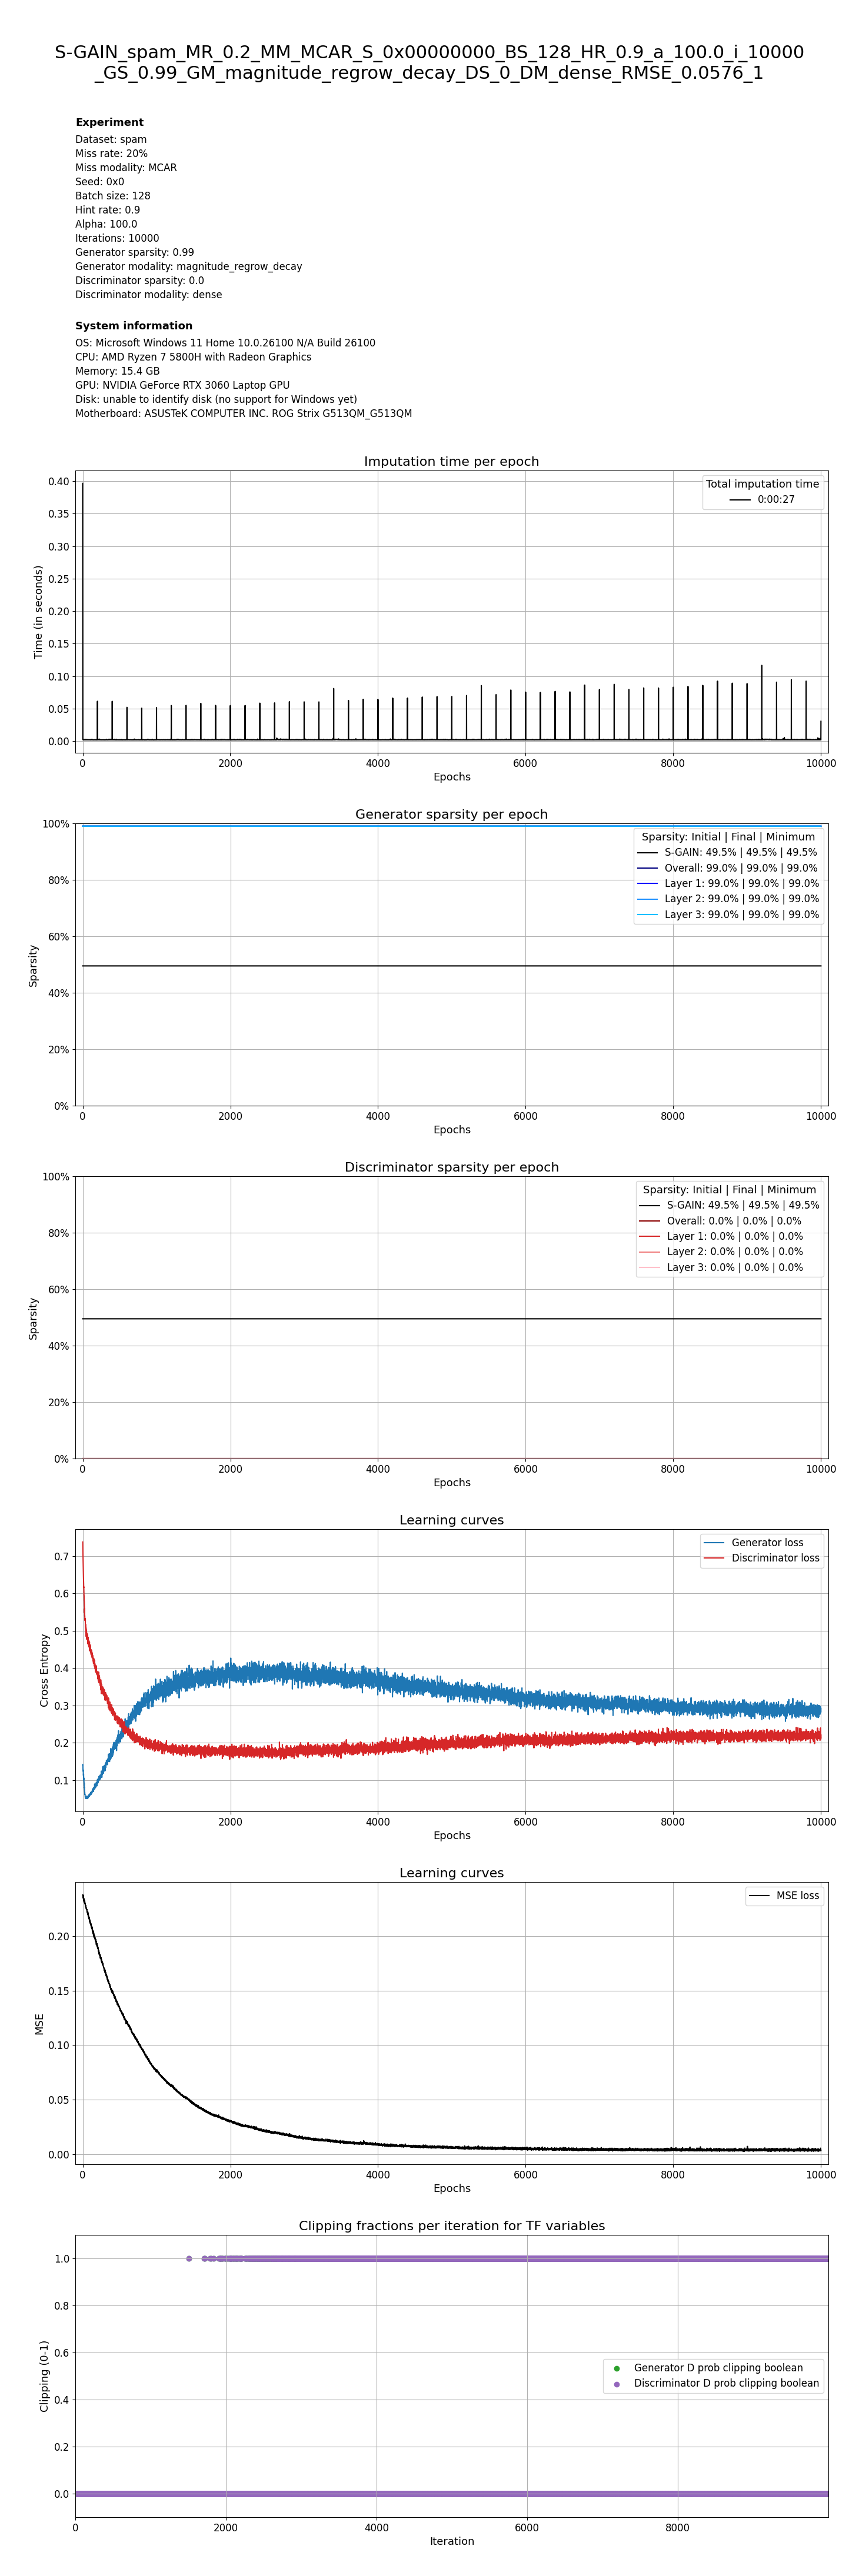 S-GAIN_spam_MR_0.2_MM_MCAR_S_0x00000000_BS_128_HR_0.9_a_100.0_i_10000
_GS_0.99_GM_magnitude_regrow_decay_DS_0_DM_dense_RMSE_0.0576_1
Experiment
Dataset: spam
Miss rate: 20%
Miss modality: MCAR
Seed: 0x0
Batch size: 128
Hint rate: 0.9
Alpha: 100.0
Iterations: 10000
Generator sparsity: 0.99
Generator modality: magnitude_regrow_decay
Discriminator sparsity: 0.0
Discriminator modality: dense
System information
OS: Microsoft Windows 11 Home 10.0.26100 N/A Build 26100
CPU: AMD Ryzen 7 5800H with Radeon Graphics
Memory: 15.4 GB
GPU: NVIDIA GeForce RTX 3060 Laptop GPU
Disk: unable to identify disk (no support for Windows yet)
Motherboard: ASUSTeK COMPUTER INC. ROG Strix G513QM_G513QM
Imputation time per epoch
Time (in seconds)
0.40
0.35
0.30
0.25
0.20
0.15
0.10
0.05
0.00
Total imputation time
0:00:27
0 2000 4000 6000 8000 10000
Epochs
Generator sparsity per epoch
Sparsity
100%
80%
60%
40%
20%
0%
Sparsity: Initial | Final | Minimum
S-GAIN: 49.5% | 49.5% | 49.5%
Overall: 99.0% | 99.0% | 99.0%
Layer 1: 99.0% | 99.0% | 99.0%
Layer 2: 99.0% | 99.0% | 99.0%
Layer 3: 99.0% | 99.0% | 99.0%
0 2000 4000 6000 8000 10000
Epochs
Discriminator sparsity per epoch
Sparsity
100%
80%
60%
40%
20%
0%
Sparsity: Initial | Final | Minimum
S-GAIN: 49.5% | 49.5% | 49.5%
Overall: 0.0% | 0.0% | 0.0%
Layer 1: 0.0% | 0.0% | 0.0%
Layer 2: 0.0% | 0.0% | 0.0%
Layer 3: 0.0% | 0.0% | 0.0%
0 2000 4000 6000 8000 10000
Epochs
Learning curves
Cross Entropy
0.7
0.6
0.5
0.4
0.3
0.2
0.1
Generator loss
Discriminator loss
0 2000 4000 6000 8000 10000
Epochs
Learning curves
MSE
0.20
0.15
0.10
0.05
0.00
MSE loss
0 2000 4000 6000 8000 10000
Epochs
Clipping fractions per iteration for TF variables
Clipping (0-1)
1.0
0.8
0.6
0.4
0.2
0.0
Generator D prob clipping boolean
Discriminator D prob clipping boolean
0 2000 4000 6000 8000
Iteration